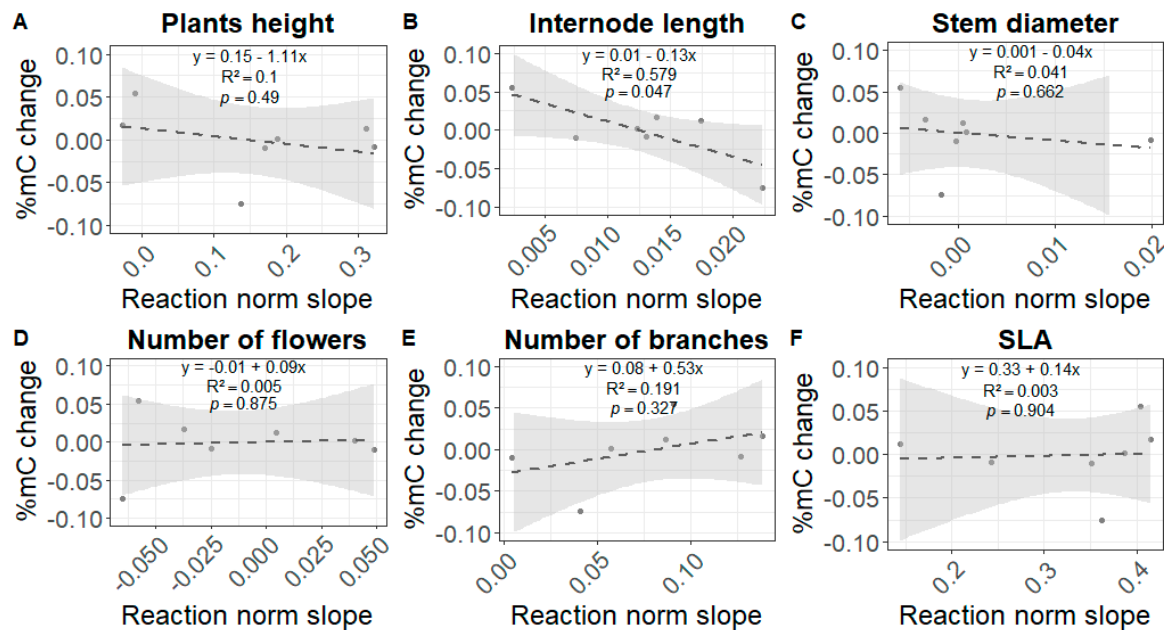 A Plants height
y = 0.15 - 1.11x
R² = 0.1
p = 0.49
%mC change
0.10
0.05
0.00
-0.05
-0.10
0.0 0.1 0.2 0.3
Reaction norm slope
B Internode length
y = 0.01 - 0.13x
R² = 0.579
p = 0.047
%mC change
0.10
0.05
0.00
-0.05
-0.10
0.005 0.010 0.015 0.020
Reaction norm slope
C Stem diameter
y = 0.001 - 0.04x
R² = 0.041
p = 0.662
%mC change
0.10
0.05
0.00
-0.05
-0.10
0.00 0.01 0.02
Reaction norm slope
D Number of flowers
y = -0.01 + 0.09x
R² = 0.005
p = 0.875
%mC change
0.10
0.05
0.00
-0.05
-0.10
-0.050 -0.025 0.000 0.025 0.050
Reaction norm slope
E Number of branches
y = 0.08 + 0.53x
R² = 0.191
p = 0.327
%mC change
0.10
0.05
0.00
-0.05
-0.10
0.00 0.05 0.10
Reaction norm slope
F SLA
y = 0.33 + 0.14x
R² = 0.003
p = 0.904
%mC change
0.10
0.05
0.00
-0.05
-0.10
0.2 0.3 0.4
Reaction norm slope